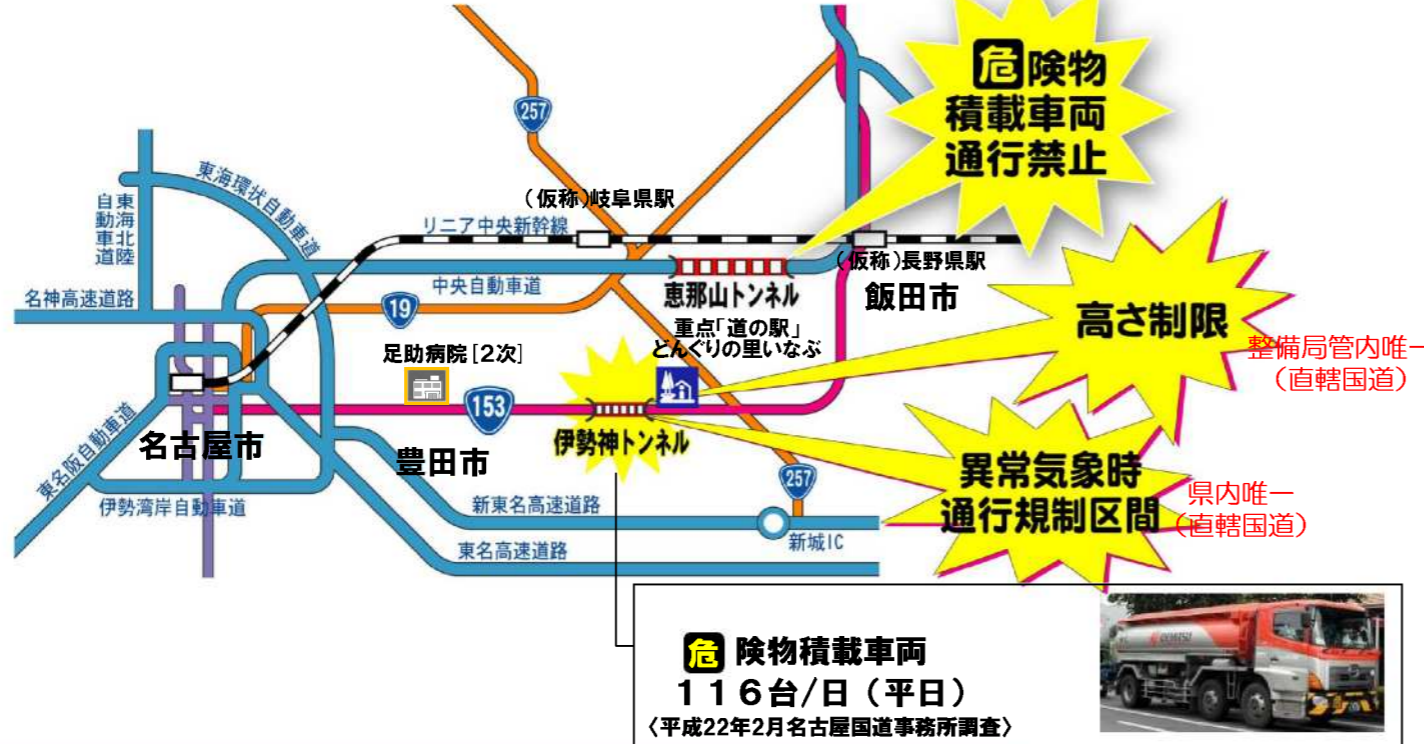 危険物
積載車両
通行禁止
257
東海環状自動車道
東海北陸
自動車道
(仮称)岐阜県駅
リニア中央新幹線
(仮称)長野県駅
中央自動車道
恵那山トンネル
飯田市
名神高速道路
19
高さ制限
整備局管内唯一
(直轄国道)
重点「道の駅」
どんぐりの里いなぶ
足助病院[2次]
153
伊勢神トンネル
名古屋市
豊田市
東名阪自動車道
伊勢湾岸自動車道
異常気象時
通行規制区間
県内唯一
(直轄国道)
257
新東名高速道路
新城IC
東名高速道路
危険物積載車両
116台/日(平日)
〈平成22年2月名古屋国道事務所調査〉